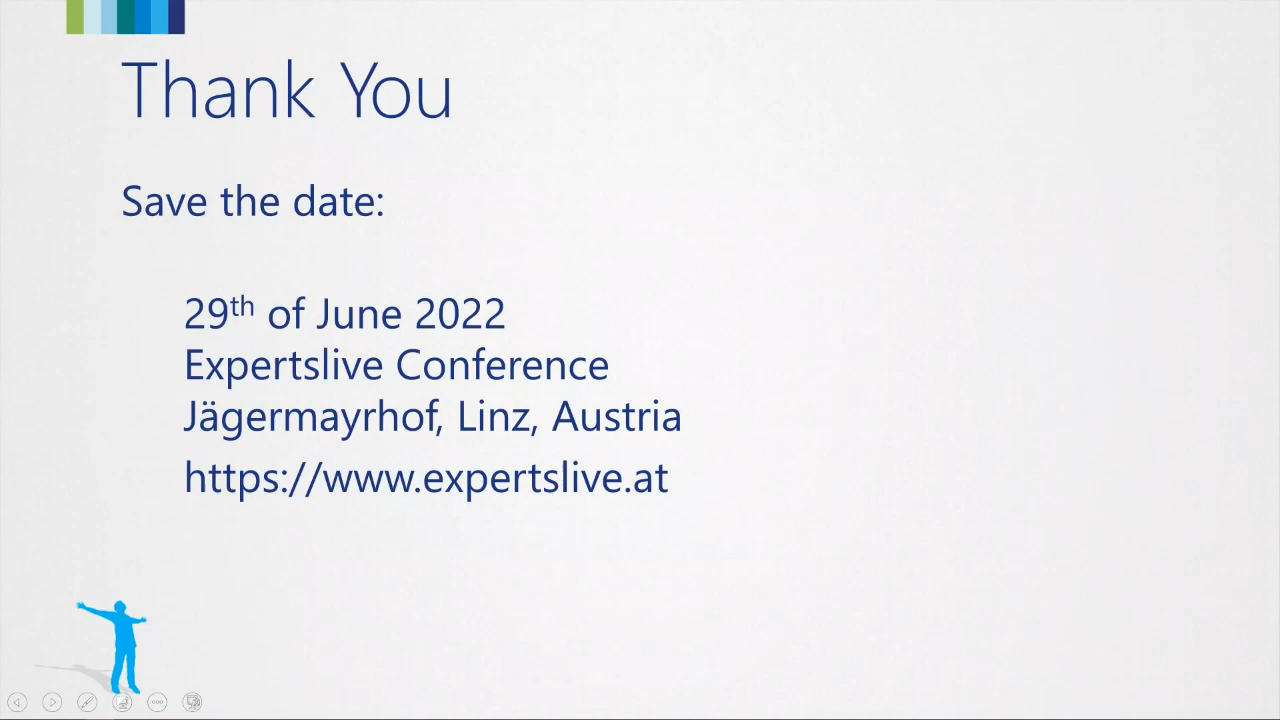 Thank You
Save the date:
29th of June 2022
Expertslive Conference
Jägermayrhof, Linz, Austria
https://www.expertslive.at